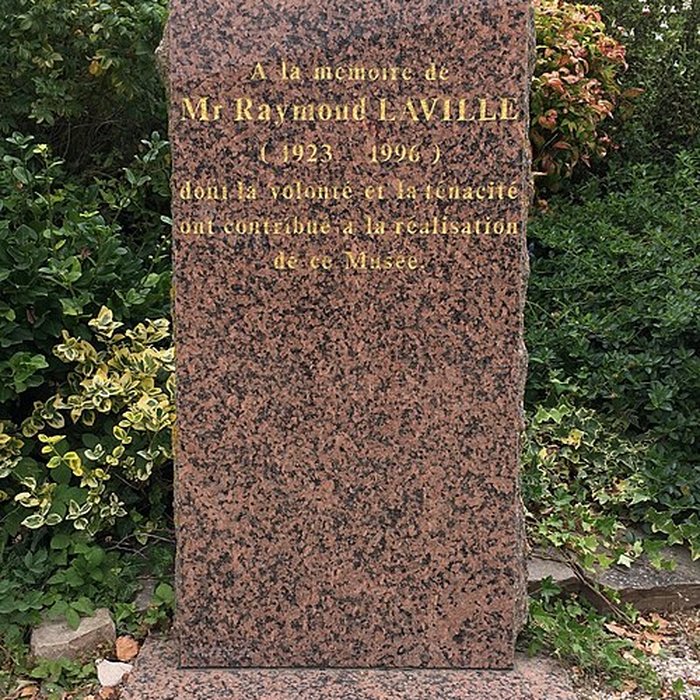 A la mémoire de
Mr Raymond LAVILLE
( 1923 1996 )
dont la volonté et la ténacité
ont contribué à la réalisation
de ce Musée.